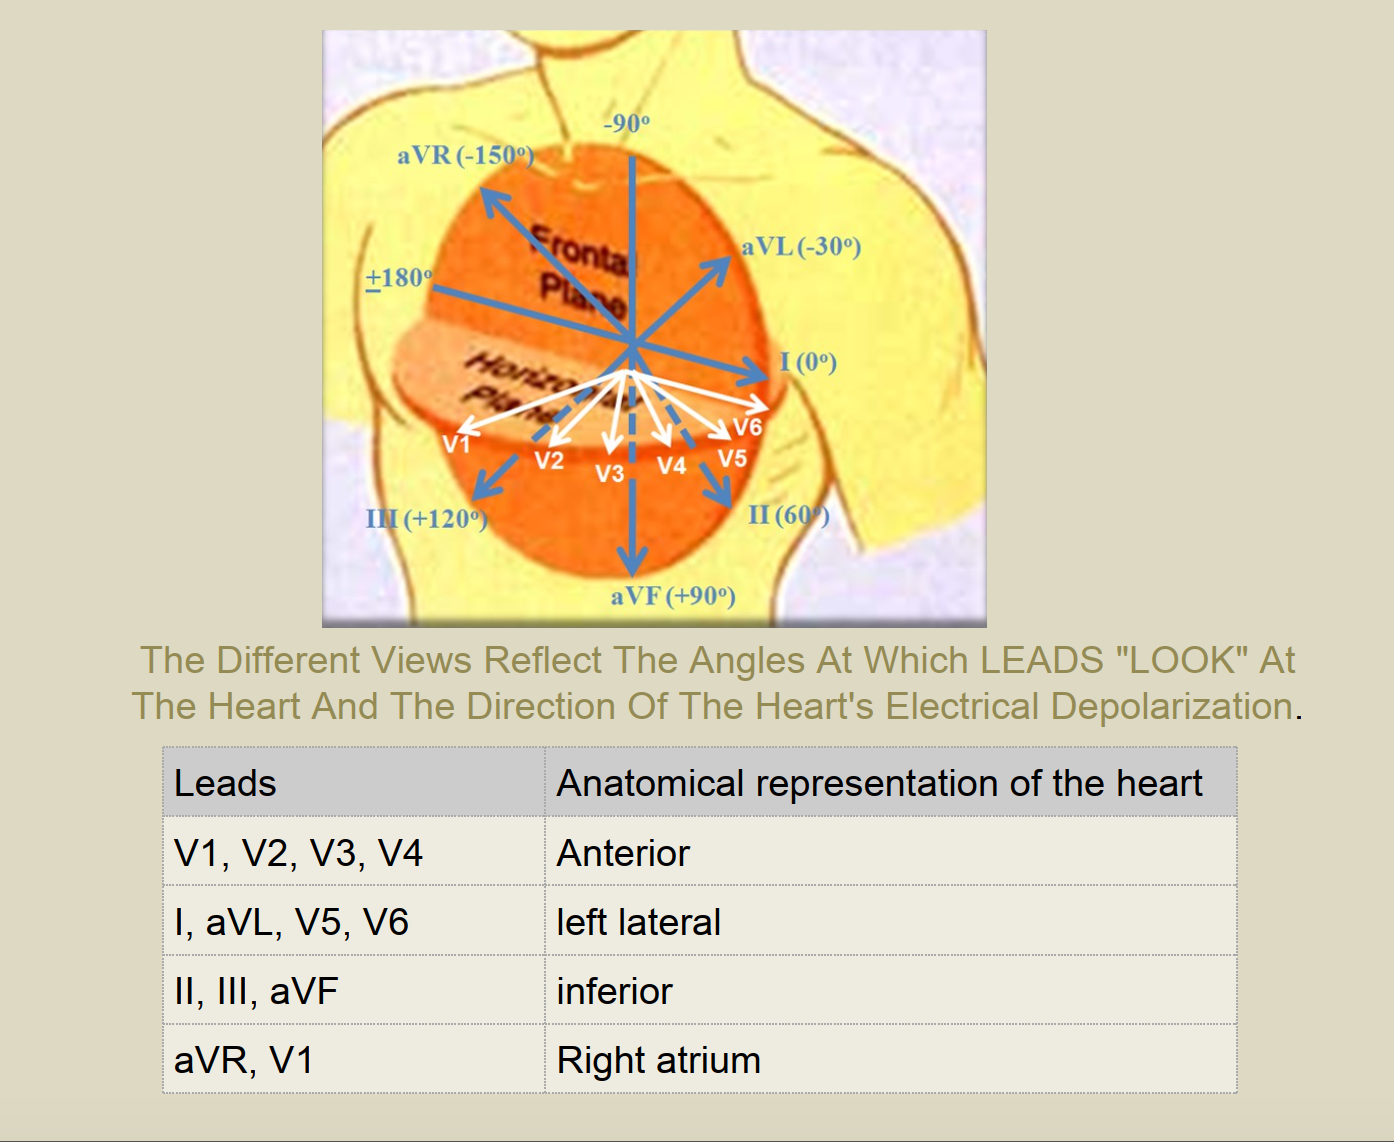 -90º
aVR (-150º)
aVL (-30º)
Frontal
Plane
±180º
I (0º)
Horizontal
Plane
V6
V1
V2
V3
V4
V5
III (+120º)
II (60º)
aVF (+90º)
The Different Views Reflect The Angles At Which LEADS "LOOK" At
The Heart And The Direction Of The Heart's Electrical Depolarization.
Leads Anatomical representation of the heart
V1, V2, V3, V4 Anterior
I, aVL, V5, V6 left lateral
II, III, aVF inferior
aVR, V1 Right atrium